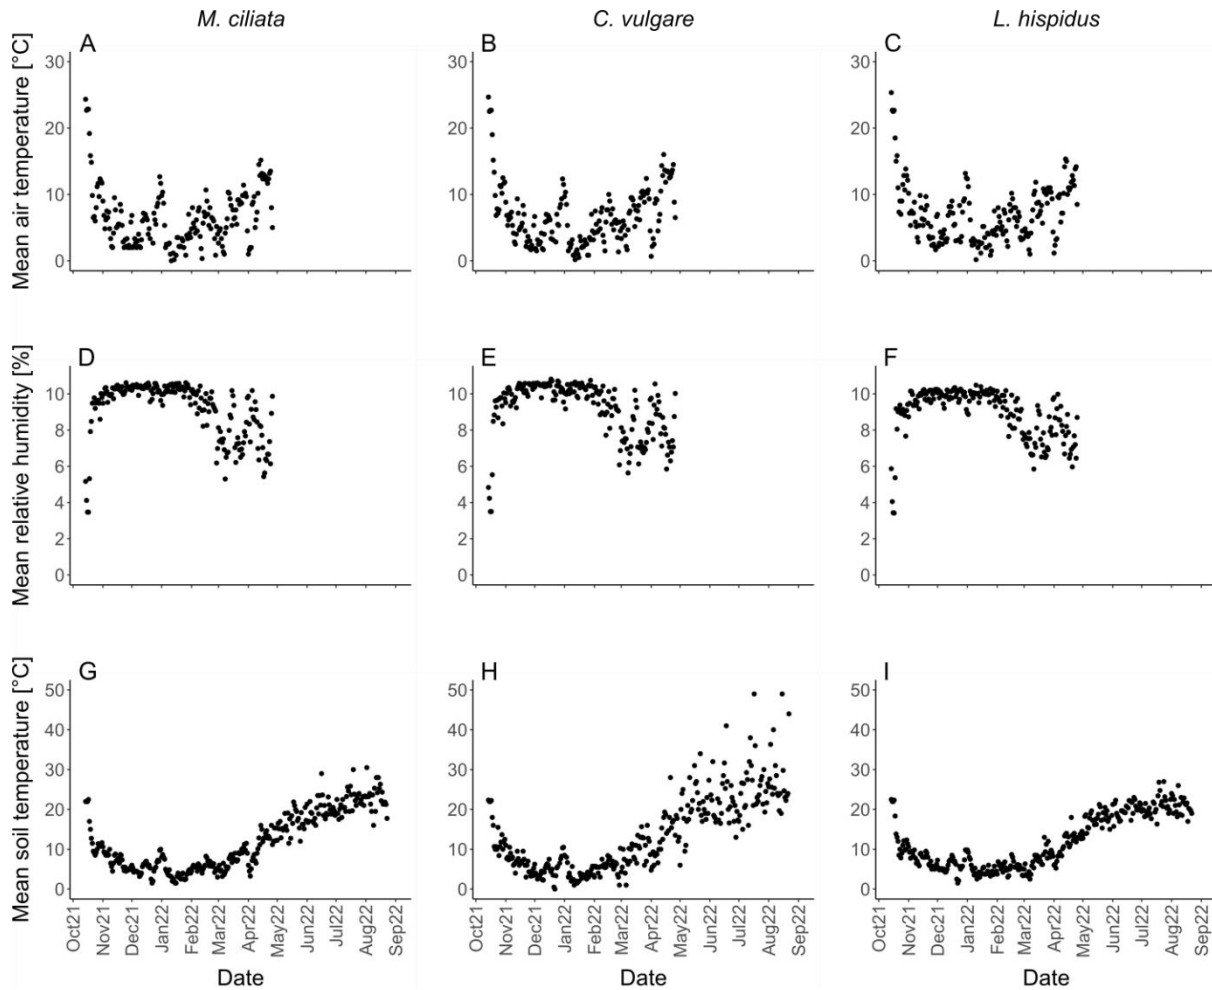 M. ciliata C. vulgare L. hispidus
A B C
Mean air temperature [°C]
30 30 30
20 20 20
10 10 10
0 0 0
D E F
Mean relative humidity [%]
10 10 10
8 8 8
6 6 6
4 4 4
2 2 2
0 0 0
G H I
Mean soil temperature [°C]
50 50 50
40 40 40
30 30 30
20 20 20
10 10 10
0 0 0
Oct21 Nov21 Dec21 Jan22 Feb22 Mar22 Apr22 May22 Jun22 Jul22 Aug22 Sep22 Oct21 Nov21 Dec21 Jan22 Feb22 Mar22 Apr22 May22 Jun22 Jul22 Aug22 Sep22 Oct21 Nov21 Dec21 Jan22 Feb22 Mar22 Apr22 May22 Jun22 Jul22 Aug22 Sep22
Date Date Date